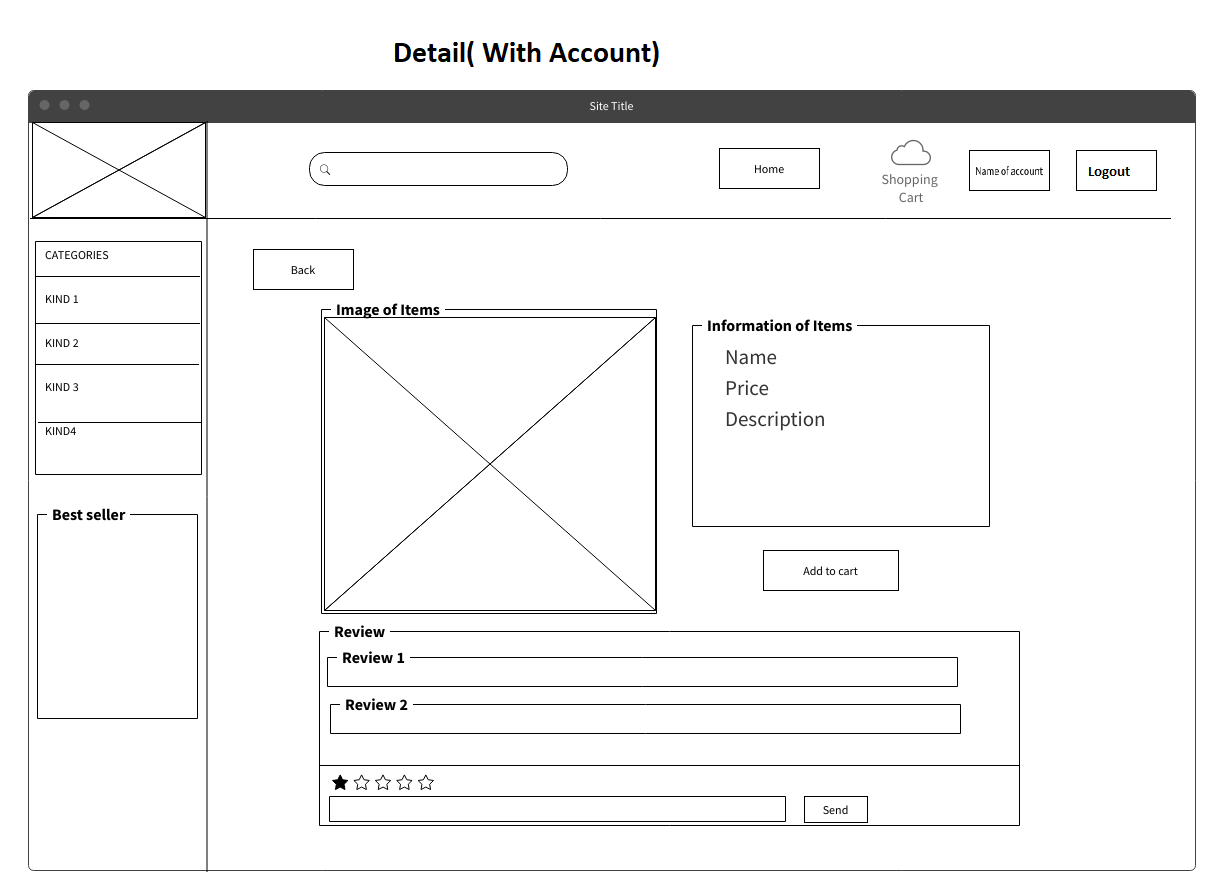 Detail( With Account)
Site Title
Home
Shopping
Cart
Name of account
Logout
CATEGORIES
KIND 1
KIND 2
KIND 3
KIND4
Best seller
Back
Image of Items
Information of Items
Name
Price
Description
Add to cart
Review
Review 1
Review 2
Send